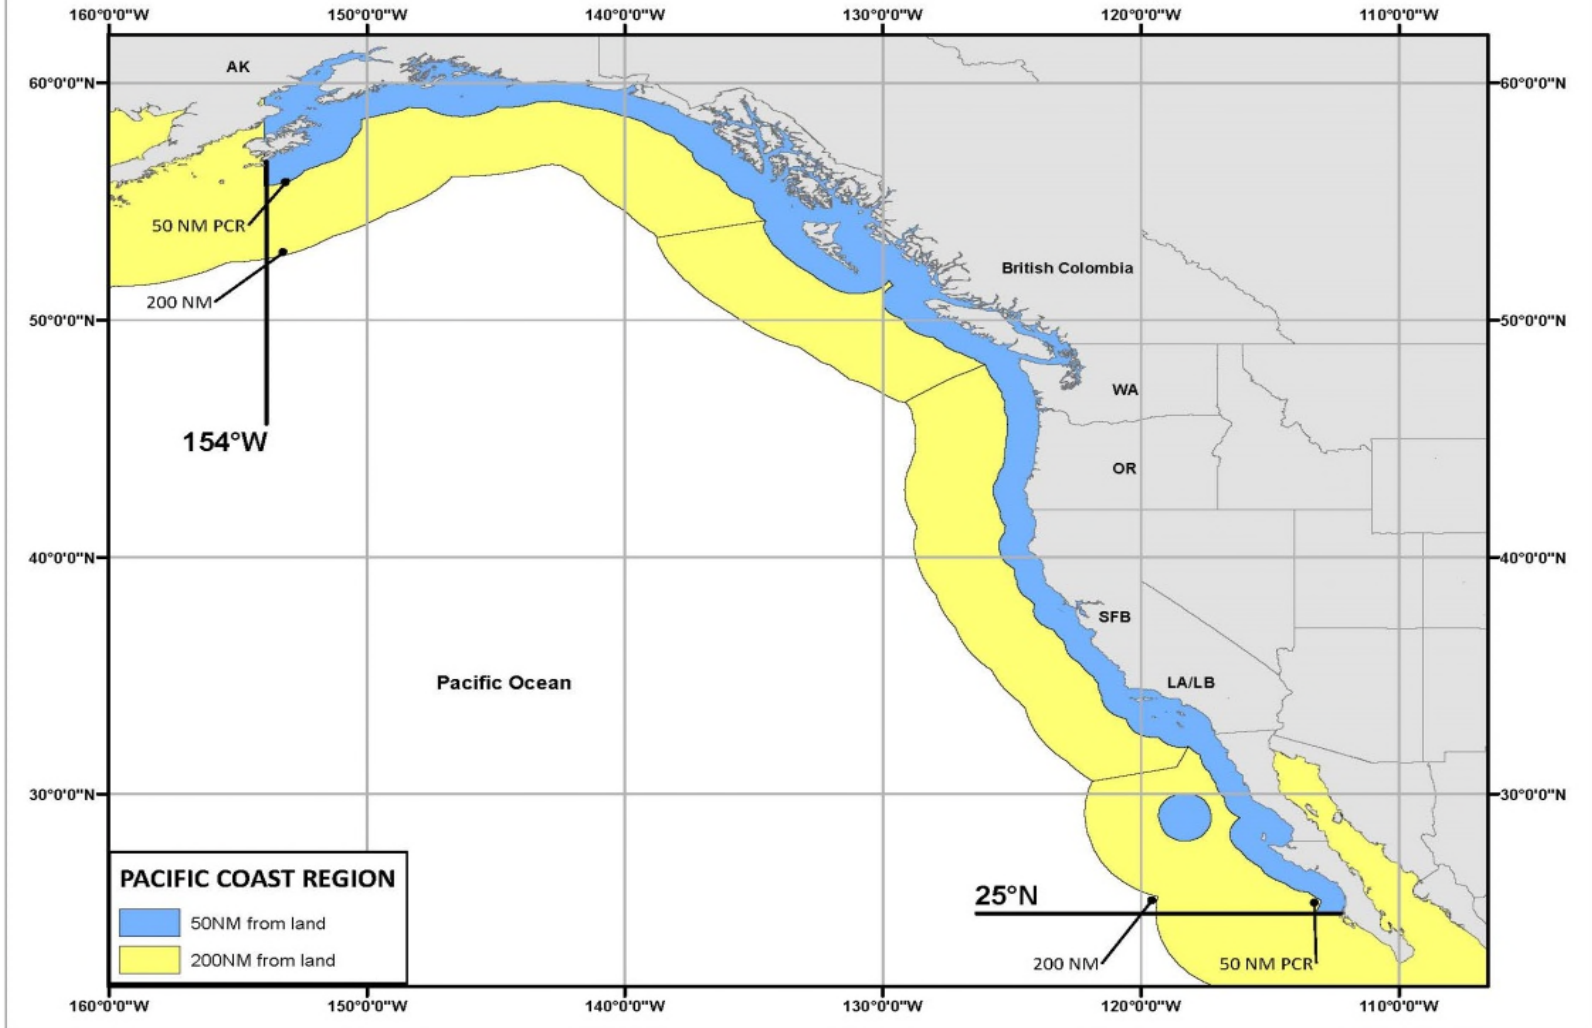 160°0'0"W 150°0'0"W 140°0'0"W 130°0'0"W 120°0'0"W 110°0'0"W
AK
60°0'0"N 60°0'0"N
50 NM PCR
British Colombia
200 NM
50°0'0"N 50°0'0"N
WA
154°W
OR
40°0'0"N 40°0'0"N
SFB
Pacific Ocean
LA/LB
30°0'0"N 30°0'0"N
PACIFIC COAST REGION
25°N
50NM from land
200NM from land
200 NM
50 NM PCR
160°0'0"W 150°0'0"W 140°0'0"W 130°0'0"W 120°0'0"W 110°0'0"W